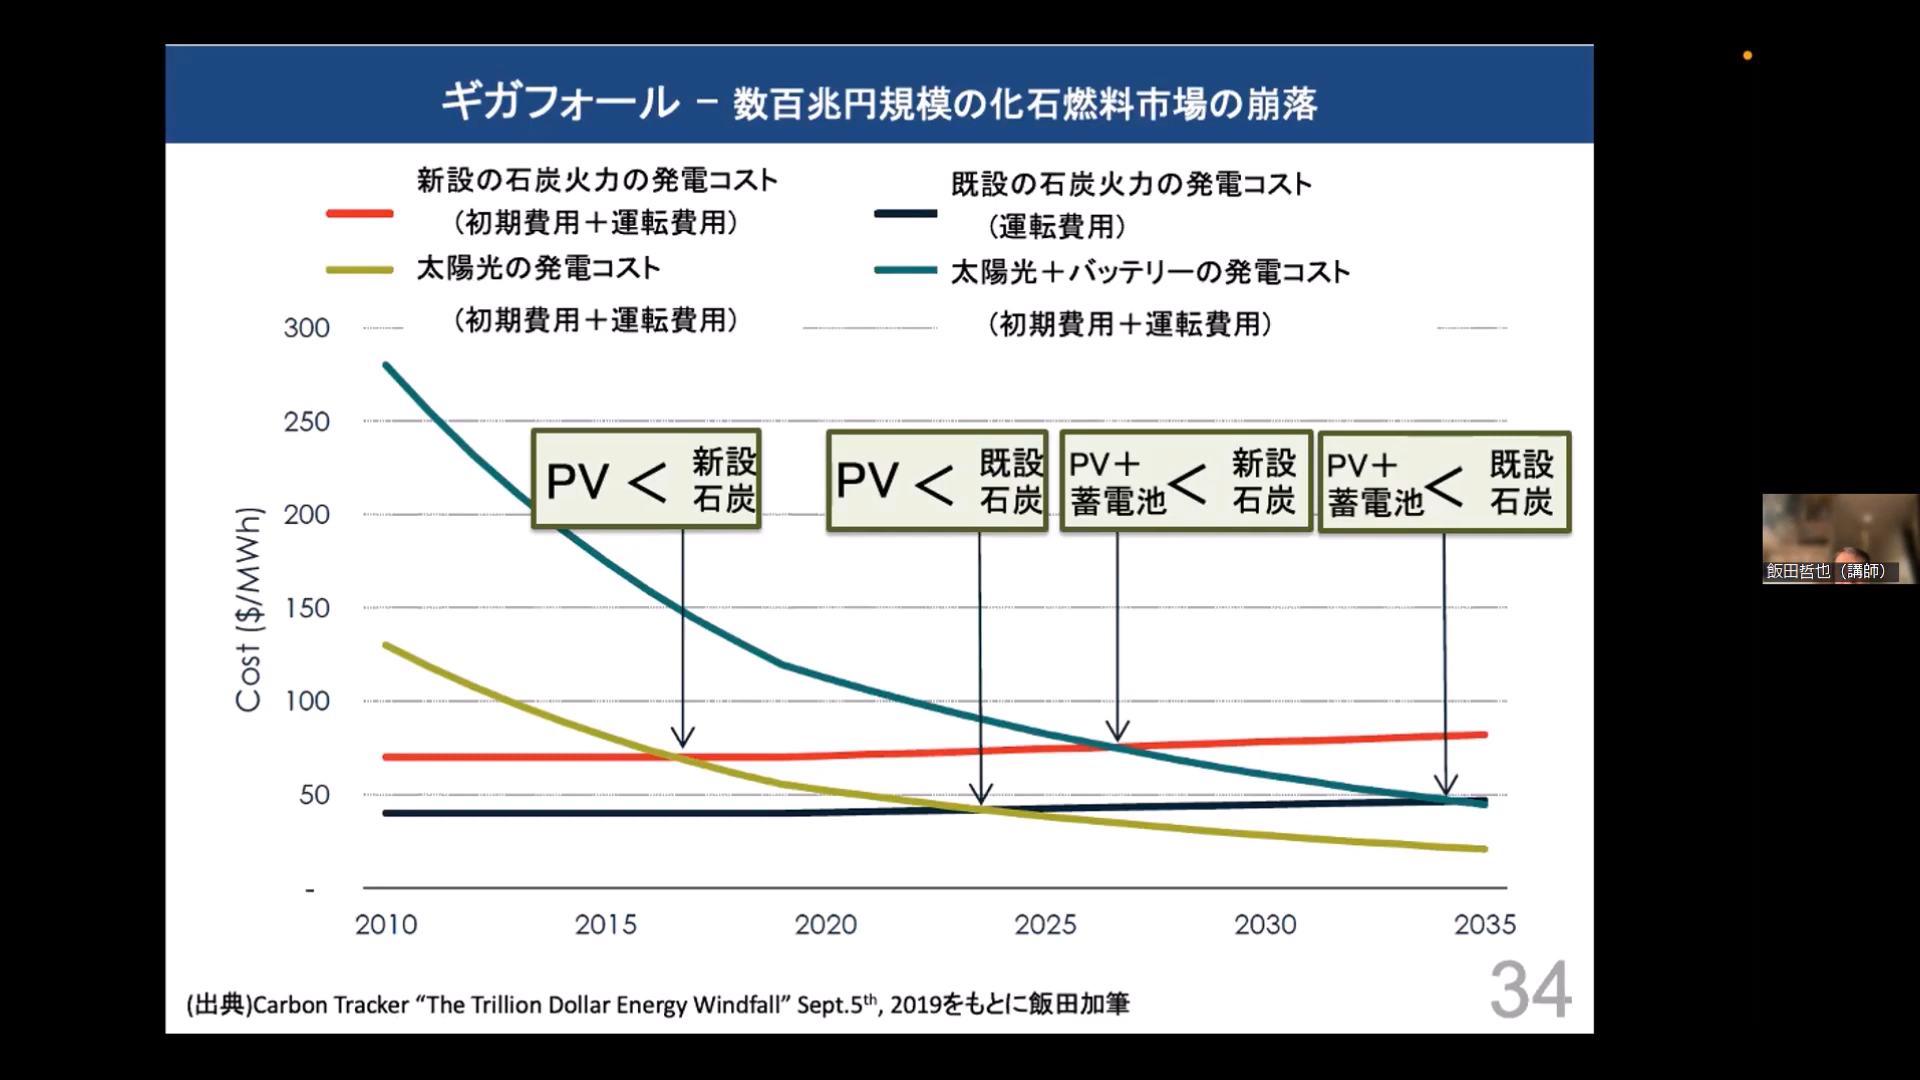 ギガフォール − 数百兆円規模の化石燃料市場の崩落
新設の石炭火力の発電コスト
（初期費用＋運転費用）
既設の石炭火力の発電コスト
（運転費用）
太陽光の発電コスト
（初期費用＋運転費用）
太陽光＋バッテリーの発電コスト
（初期費用＋運転費用）
300
250
200
150
100
50
-
Cost ($/MWh)
PV < 新設石炭
PV < 既設石炭
PV＋蓄電池 < 新設石炭
PV＋蓄電池 < 既設石炭
2010 2015 2020 2025 2030 2035
(出典)Carbon Tracker “The Trillion Dollar Energy Windfall” Sept.5th, 2019をもとに飯田加筆
34
飯田哲也（講師）